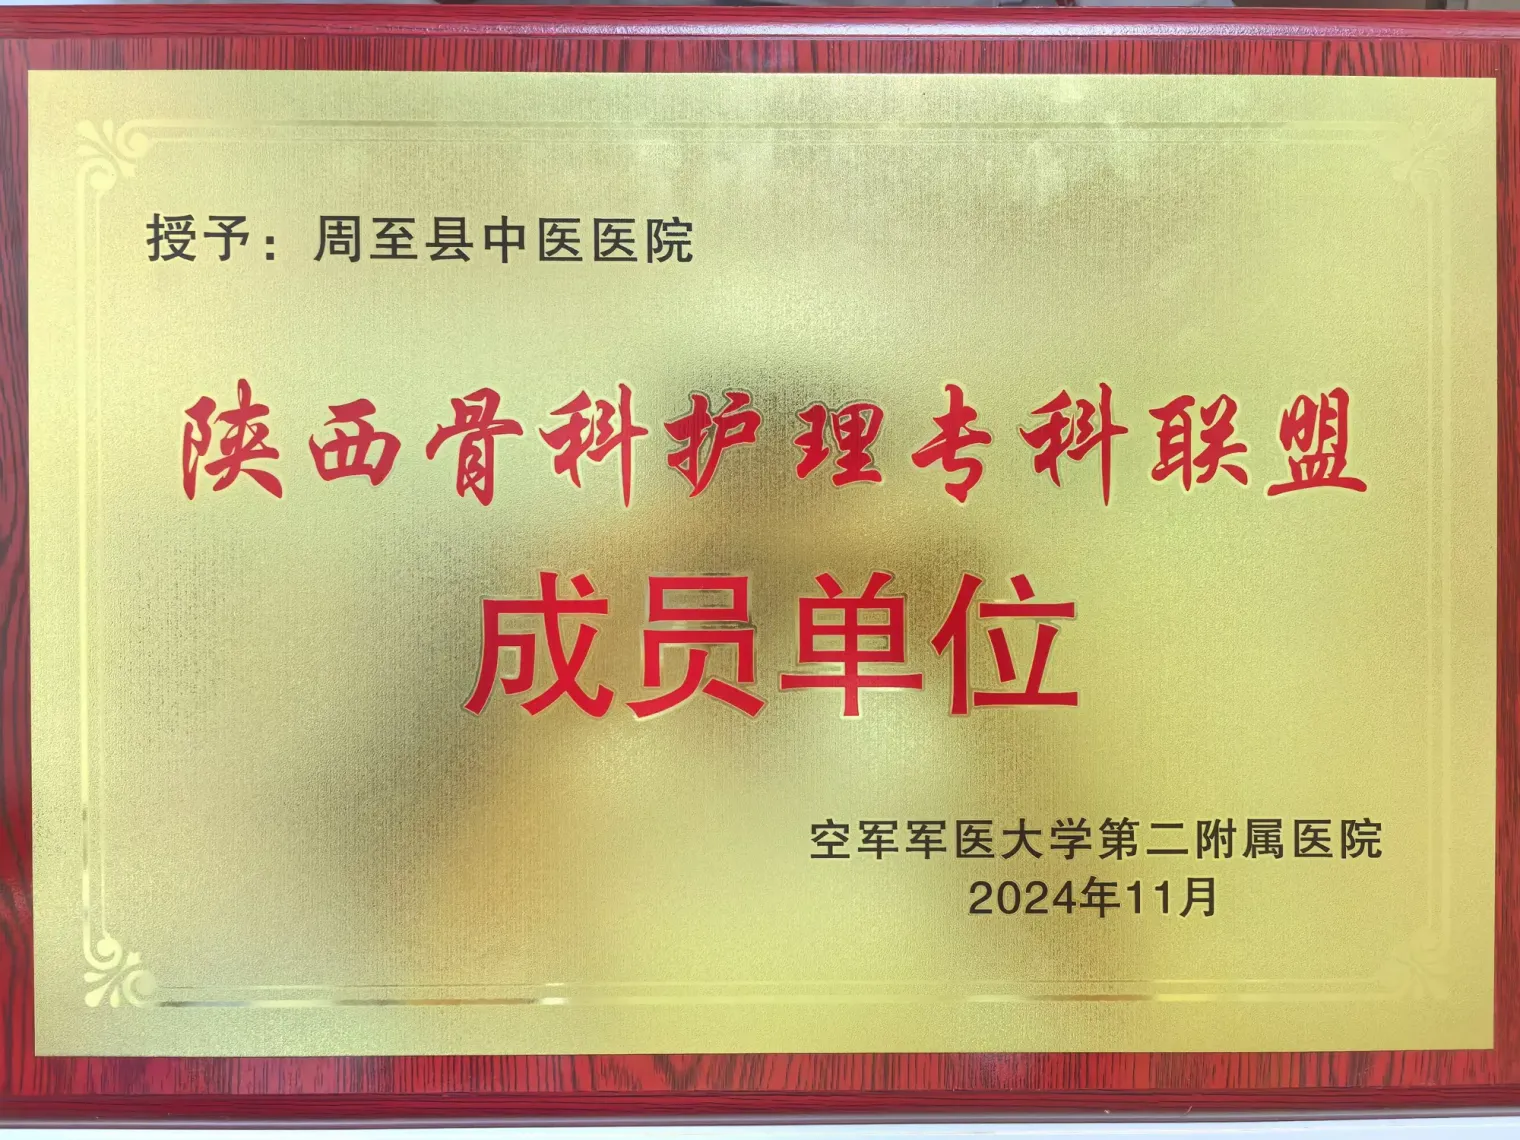 授予：周至县中医医院
陕西骨科护理专科联盟
成员单位
空军军医大学第二附属医院
2024年11月